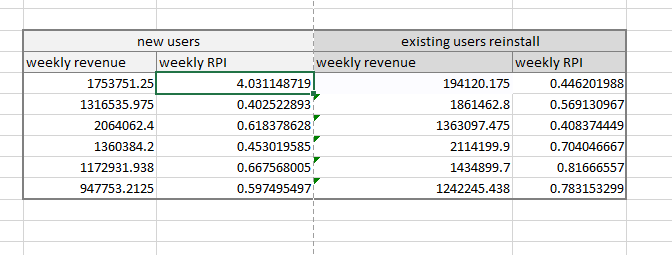 new users existing users reinstall
weekly revenue weekly RPI weekly revenue weekly RPI
1753751.25 4.031148719 194120.175 0.446201988
1316535.975 0.402522893 1861462.8 0.569130967
2064062.4 0.618378628 1363097.475 0.408374449
1360384.2 0.453019585 2114199.9 0.704046667
1172931.938 0.667568005 1434899.7 0.81666557
947753.2125 0.597495497 1242245.438 0.783153299